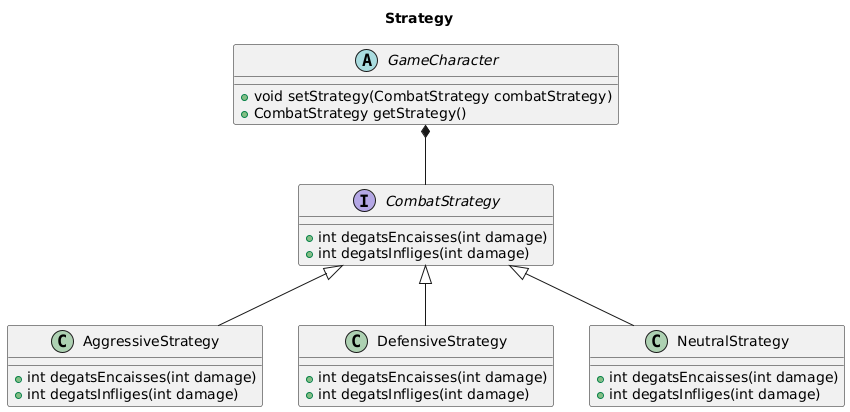 Strategy
A GameCharacter
void setStrategy(CombatStrategy combatStrategy)
CombatStrategy getStrategy()
I CombatStrategy
int degatsEncaisses(int damage)
int degatsInfliges(int damage)
C AggressiveStrategy
int degatsEncaisses(int damage)
int degatsInfliges(int damage)
C DefensiveStrategy
int degatsEncaisses(int damage)
int degatsInfliges(int damage)
C NeutralStrategy
int degatsEncaisses(int damage)
int degatsInfliges(int damage)